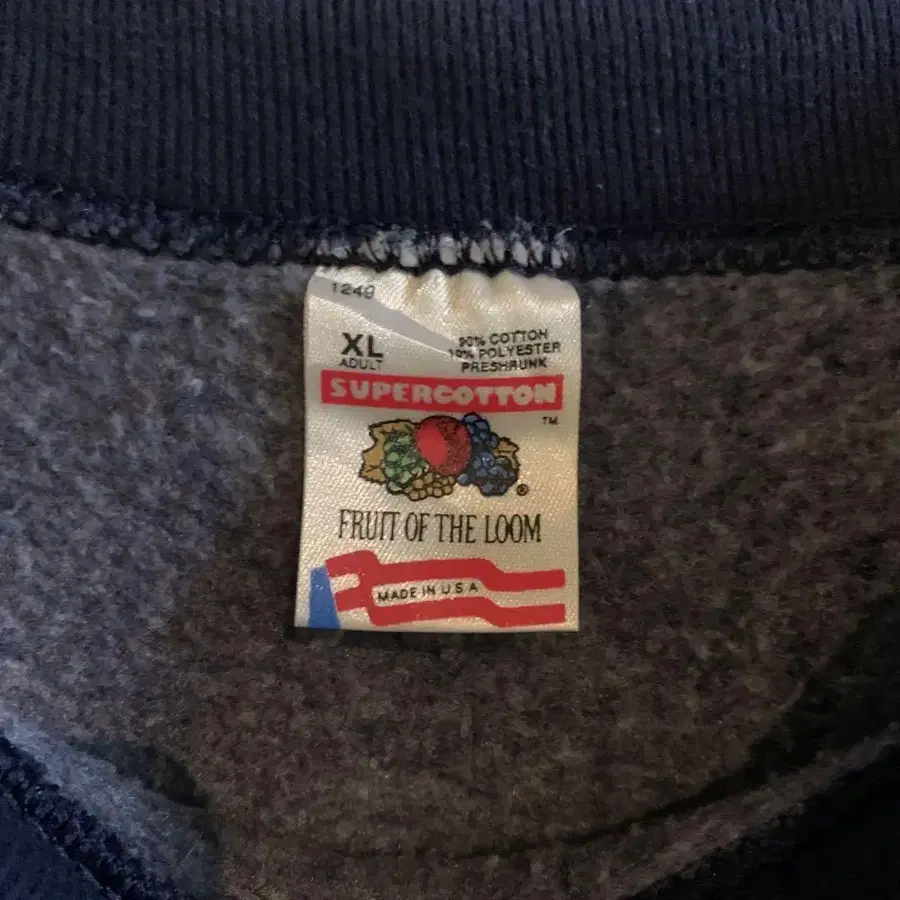 1249
XL
ADULT
90% COTTON
10% POLYESTER
PRESHRUNK
SUPERCOTTON
TM
®
FRUIT OF THE LOOM
MADE IN U S A